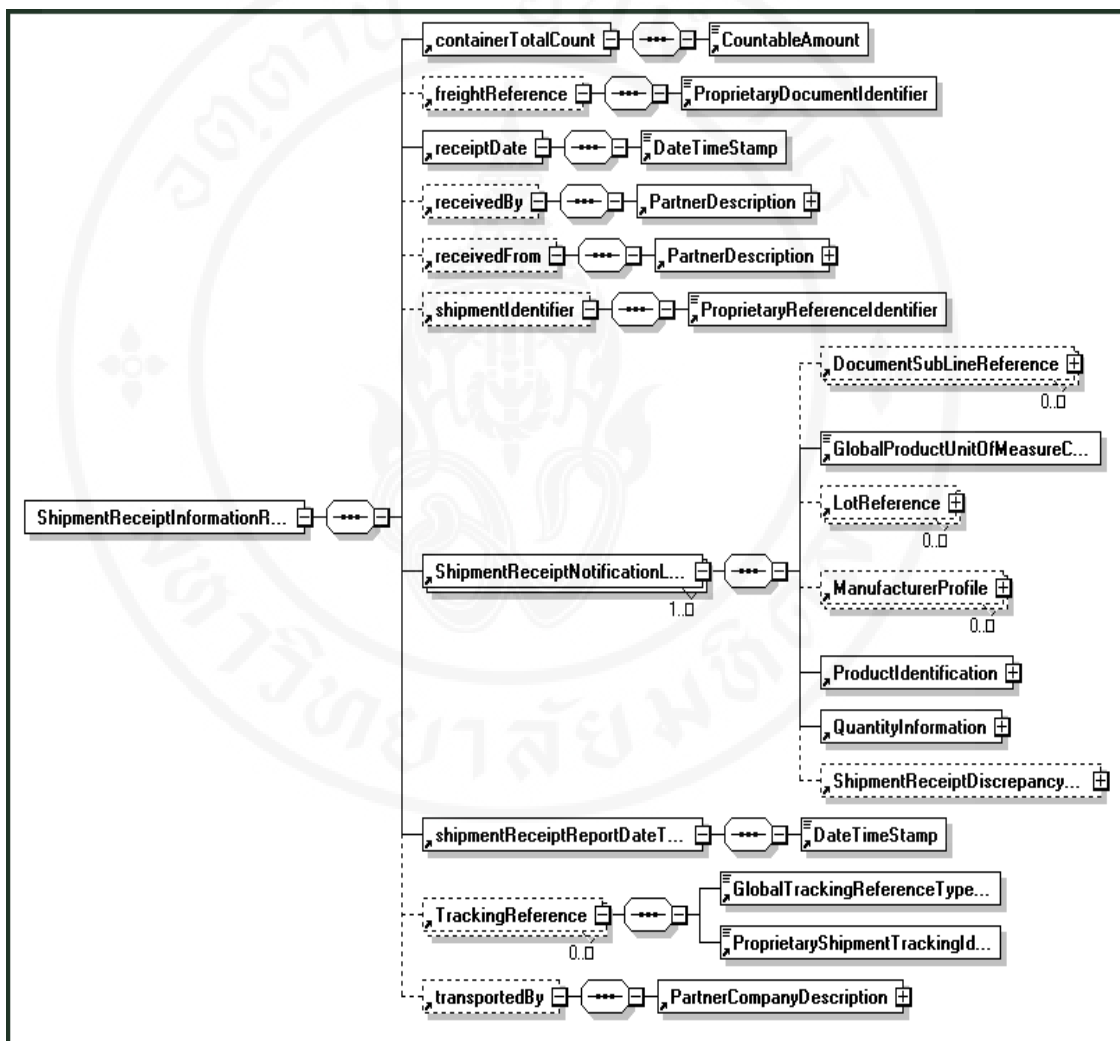 containerTotalCount CountableAmount
freightReference ProprietaryDocumentIdentifier
receiptDate DateTimeStamp
receivedBy PartnerDescription
receivedFrom PartnerDescription
shipmentIdentifier ProprietaryReferenceIdentifier
DocumentSubLineReference
0..
GlobalProductUnitOfMeasureC...
LotReference
0..
ShipmentReceiptInformationR...
ShipmentReceiptNotificationL...
1..
ManufacturerProfile
0..
ProductIdentification
QuantityInformation
ShipmentReceiptDiscrepancy...
shipmentReceiptReportDateT... DateTimeStamp
TrackingReference
0..
GlobalTrackingReferenceType...
ProprietaryShipmentTrackingId...
transportedBy PartnerCompanyDescription